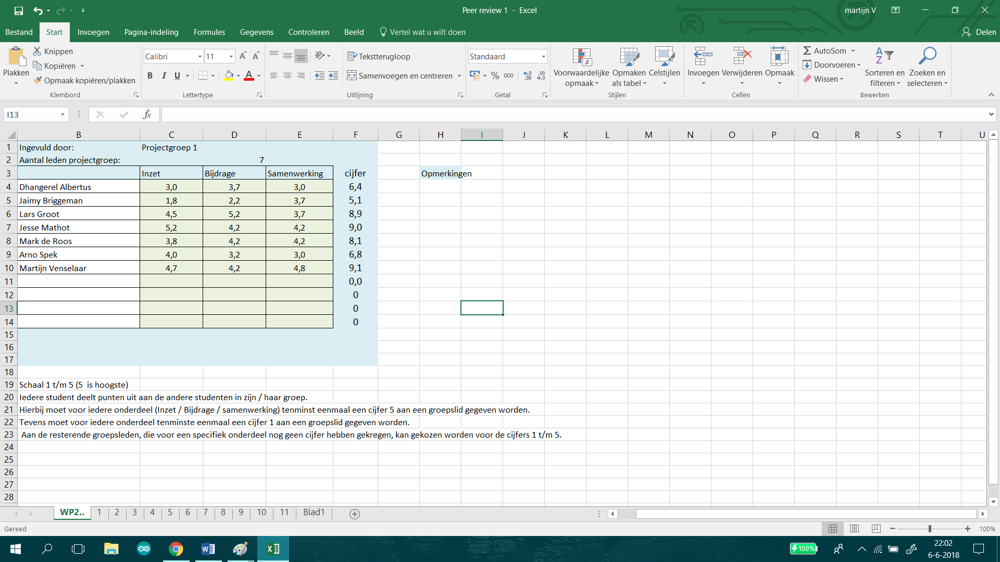 Peer review 1 - Excel
martijn V
Bestand Start Invoegen Pagina-indeling Formules Gegevens Controleren Beeld Vertel wat u wilt doen Delen
Plakken
Knippen
Kopiëren
Opmaak kopiëren/plakken
Klembord
Calibri 11
B I U A
Lettertype
Tekstterugloop
Samenvoegen en centreren
Uitlijning
Standaard
% 000
Getal
Voorwaardelijke opmaak
Opmaken als tabel
Celstijlen
Stijlen
Invoegen Verwijderen Opmaak
Cellen
AutoSom
Doorvoeren
Wissen
Sorteren en filteren
Zoeken en selecteren
Bewerken
I13 fx
B C D E F G H I J K L M N O P Q R S T U
1 Ingevuld door: Projectgroep 1
2 Aantal leden projectgroep: 7
3 Inzet Bijdrage Samenwerking cijfer Opmerkingen
4 Dhangerel Albertus 3,0 3,7 3,0 6,4
5 Jaimy Briggeman 1,8 2,2 3,7 5,1
6 Lars Groot 4,5 5,2 3,7 8,9
7 Jesse Mathot 5,2 4,2 4,2 9,0
8 Mark de Roos 3,8 4,2 4,2 8,1
9 Arno Spek 4,0 3,2 3,0 6,8
10 Martijn Venselaar 4,7 4,2 4,8 9,1
11 0,0
12 0
13 0
14 0
15
16
17
18
19 Schaal 1 t/m 5 (5  is hoogste)
20 Iedere student deelt punten uit aan de andere studenten in zijn / haar groep.
21 Hierbij moet voor iedere onderdeel (Inzet / Bijdrage / samenwerking) tenminst eenmaal een cijfer 5 aan een groepslid gegeven worden.
22 Tevens moet voor iedere onderdeel tenminste eenmaal een cijfer 1 aan een groepslid gegeven worden.
23 Aan de resterende groepsleden, die voor een specifiek onderdeel nog geen cijfer hebben gekregen, kan gekozen worden voor de cijfers 1 t/m 5.
24
25
26
27
28
WP2.. 1 2 3 4 5 6 7 8 9 10 11 Blad1
Gereed 100%
100% 22:02
6-6-2018